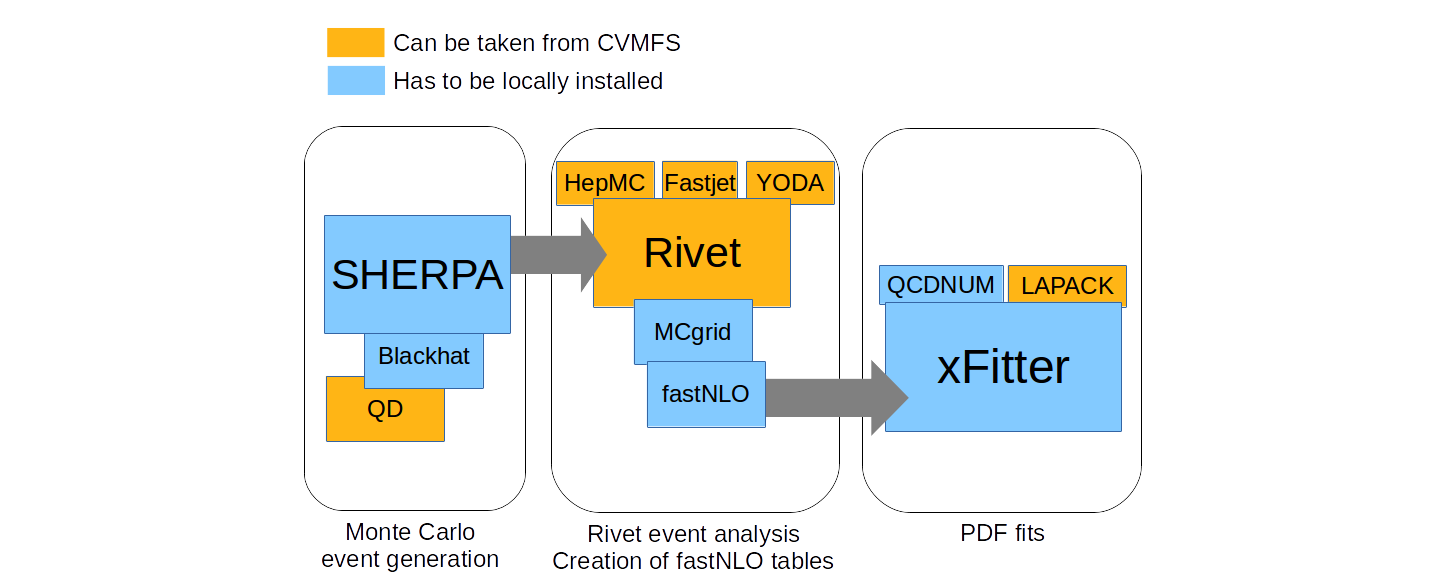 Can be taken from CVMFS
Has to be locally installed
SHERPA
Blackhat
QD
Monte Carlo
event generation
HepMC
Fastjet
YODA
Rivet
MCgrid
fastNLO
Rivet event analysis
Creation of fastNLO tables
QCDNUM
LAPACK
xFitter
PDF fits